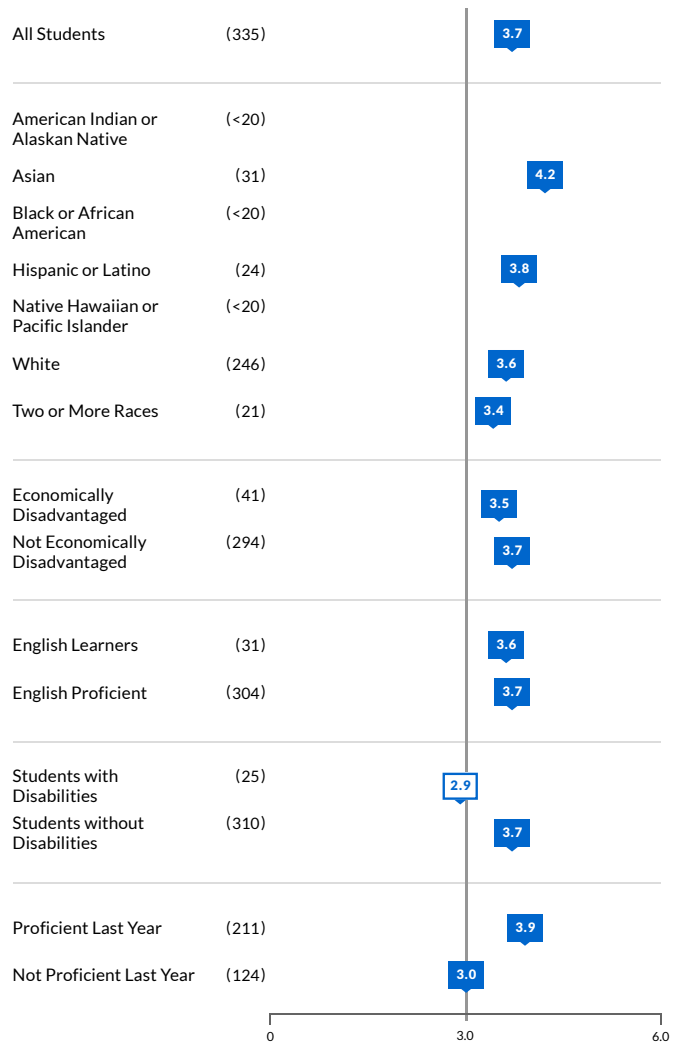 All Students (335) 3.7
American Indian or (<20)
Alaskan Native
Asian (31) 4.2
Black or African (<20)
American
Hispanic or Latino (24) 3.8
Native Hawaiian or (<20)
Pacific Islander
White (246) 3.6
Two or More Races (21) 3.4
Economically (41) 3.5
Disadvantaged
Not Economically (294) 3.7
Disadvantaged
English Learners (31) 3.6
English Proficient (304) 3.7
Students with (25) 2.9
Disabilities
Students without (310) 3.7
Disabilities
Proficient Last Year (211) 3.9
Not Proficient Last Year (124) 3.0
0 3.0 6.0